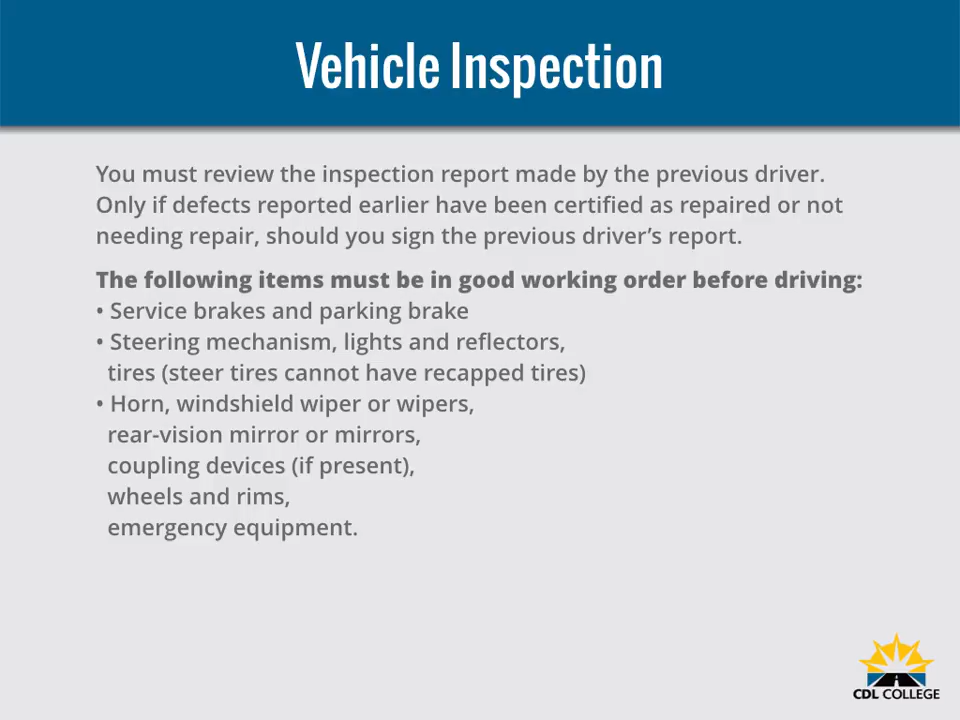 Vehicle Inspection
You must review the inspection report made by the previous driver.
Only if defects reported earlier have been certified as repaired or not
needing repair, should you sign the previous driver’s report.
The following items must be in good working order before driving:
• Service brakes and parking brake
• Steering mechanism, lights and reflectors,
tires (steer tires cannot have recapped tires)
• Horn, windshield wiper or wipers,
rear-vision mirror or mirrors,
coupling devices (if present),
wheels and rims,
emergency equipment.
CDL COLLEGE